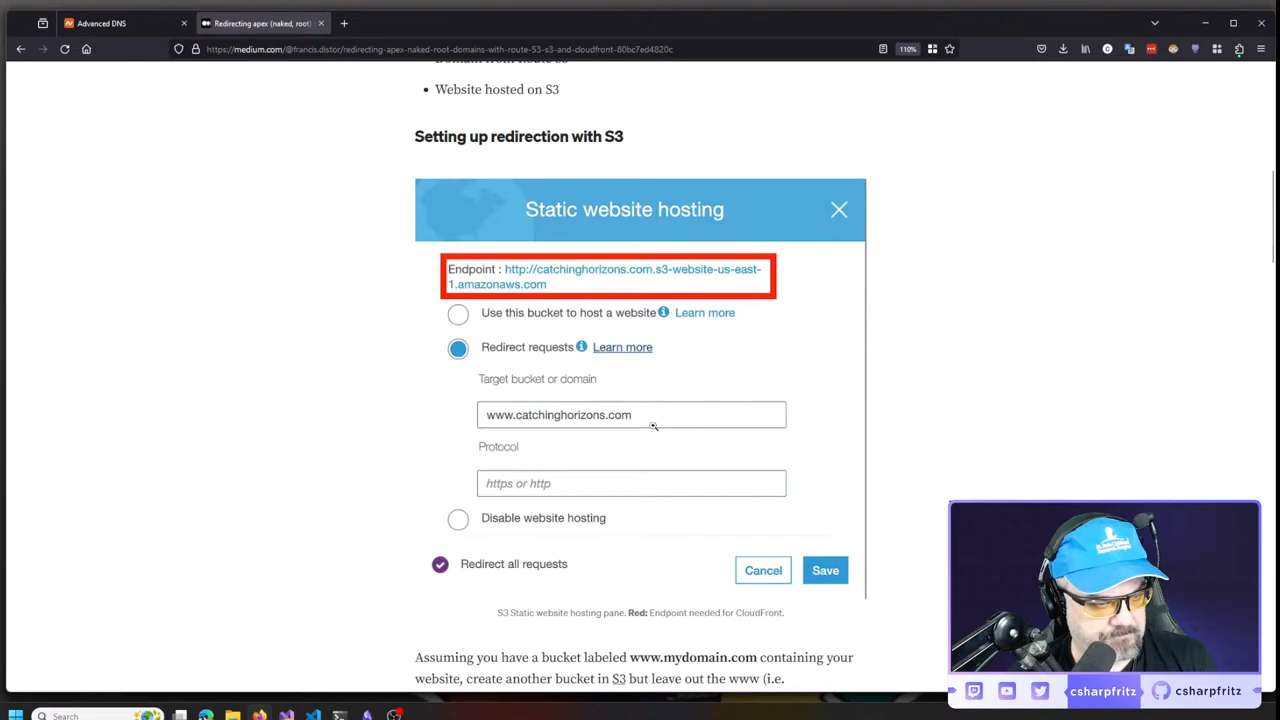 Advanced DNS
Redirecting apex (naked, root)
https://medium.com/@francis.distor/redirecting-apex-naked-root-domains-with-route-53-s3-and-cloudfront-80bc7ed4820c
110%
Domain from Route 53
Website hosted on S3
Setting up redirection with S3
Static website hosting
Endpoint : http://catchinghorizons.com.s3-website-us-east-
1.amazonaws.com
Use this bucket to host a website Learn more
Redirect requests Learn more
Target bucket or domain
www.catchinghorizons.com
Protocol
https or http
Disable website hosting
Redirect all requests
Cancel
Save
S3 Static website hosting pane. Red: Endpoint needed for CloudFront.
Assuming you have a bucket labeled www.mydomain.com containing your
website, create another bucket in S3 but leave out the www (i.e.
csharpfritz
csharpfritz
Search